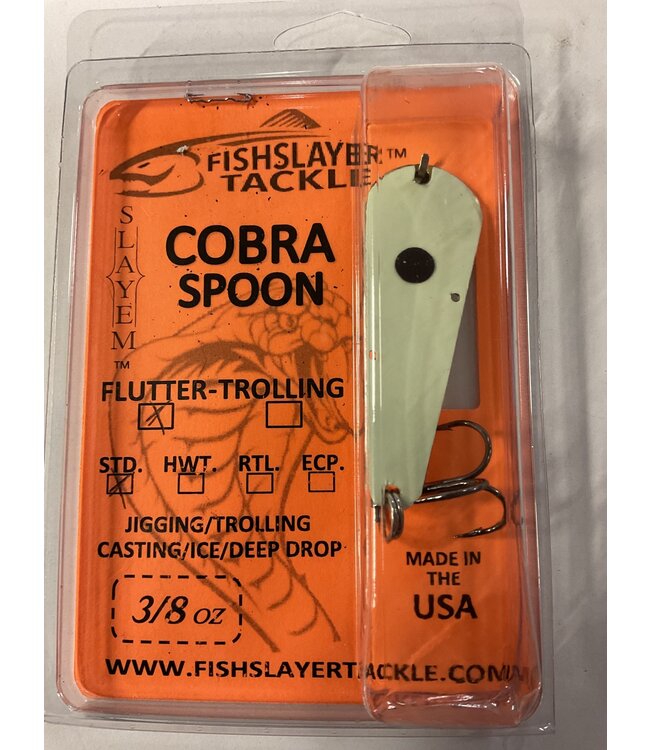 FISHSLAYER™
TACKLE
SLAYEM™
COBRA
SPOON
FLUTTER-TROLLING
STD. HWT. RTL. ECP.
JIGGING/TROLLING
CASTING/ICE/DEEP DROP
3/8 oz
MADE IN
THE
USA
WWW.FISHSLAYERTACKLE.COM